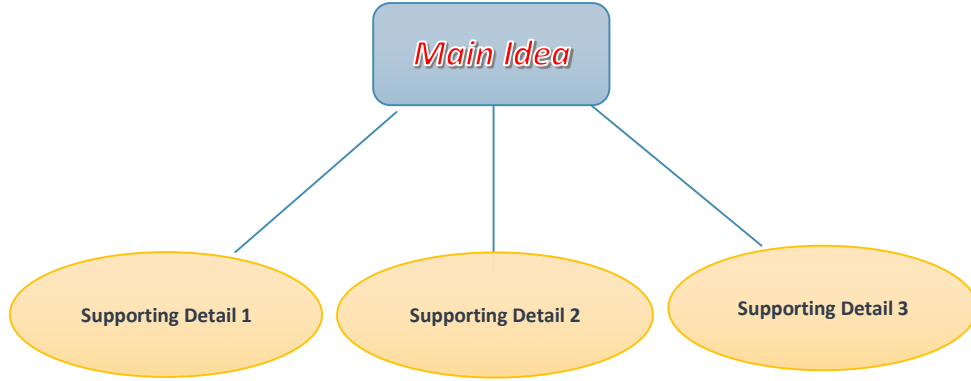 Main Idea
Supporting Detail 1
Supporting Detail 2
Supporting Detail 3